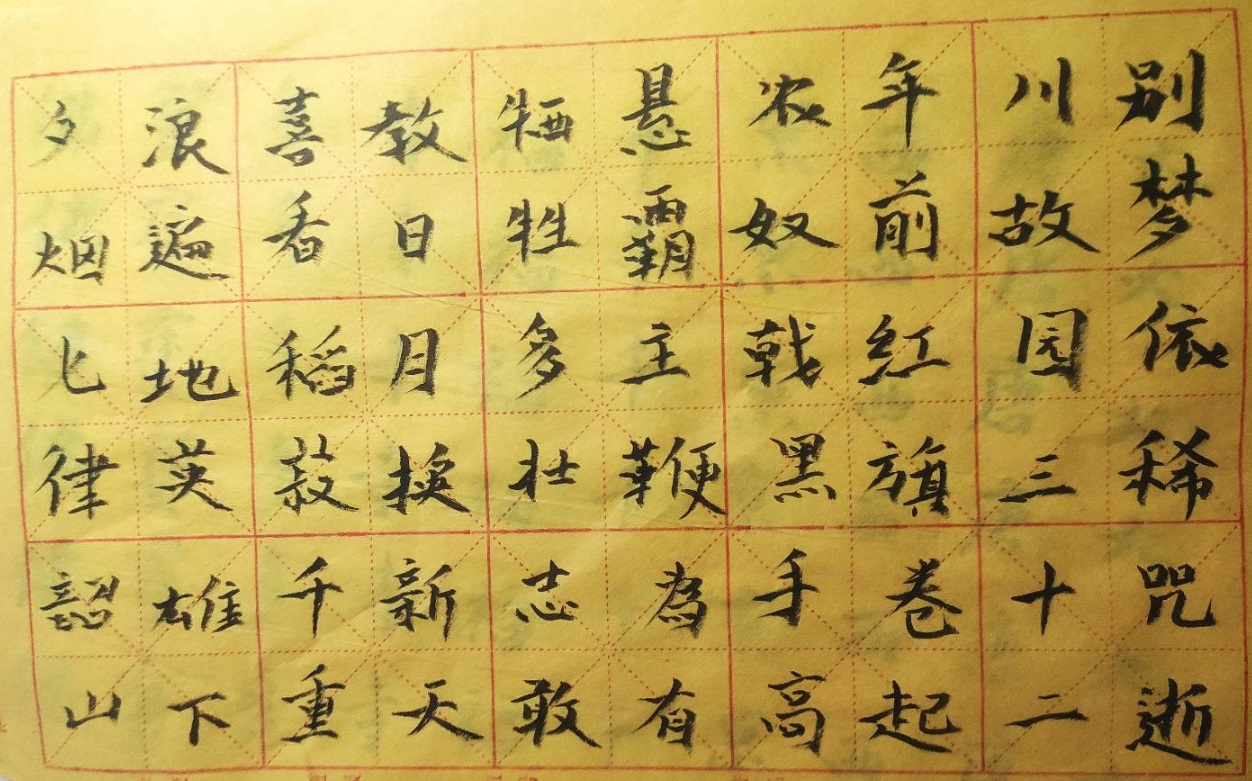 别梦依稀咒逝
川故园三十二
年前紅旗卷起
农奴戟黑手高
悬霸主鞭為有
牺牲多壮志敢
教日月换新天
喜看稻菽千重
浪遍地英雄下
夕烟七律韶山